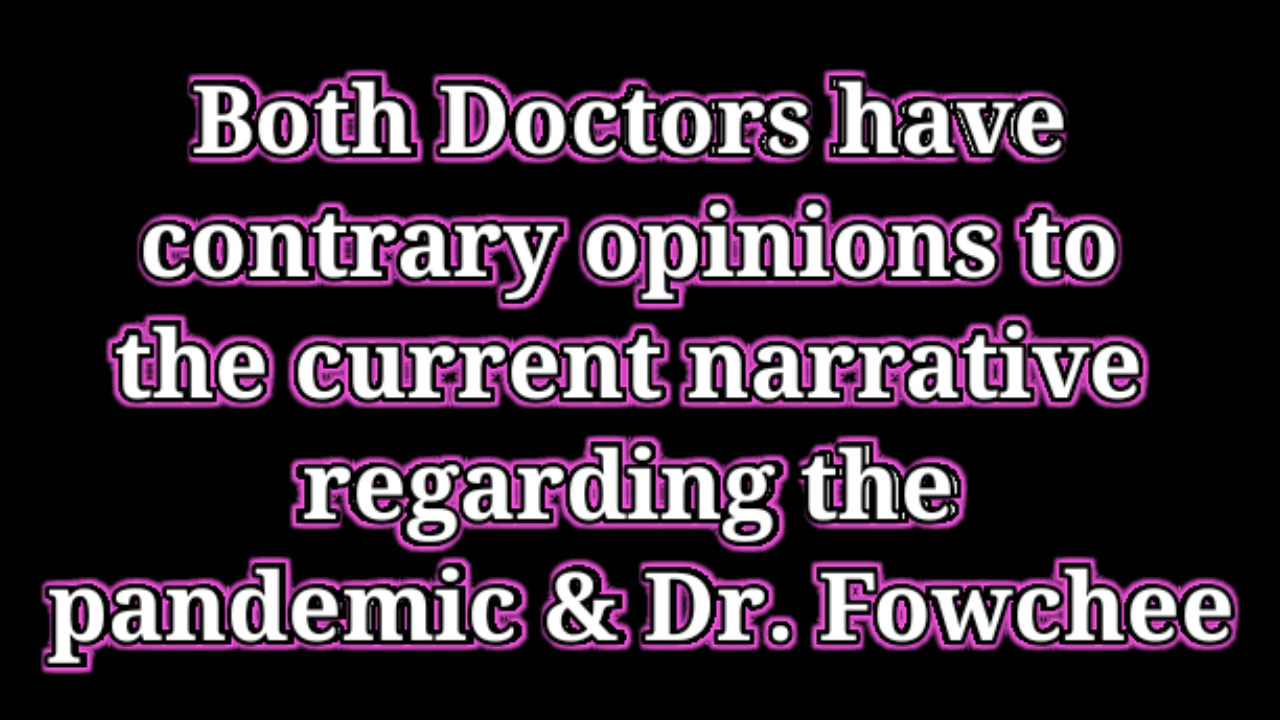 Both Doctors have
contrary opinions to
the current narrative
regarding the
pandemic & Dr. Fowchee